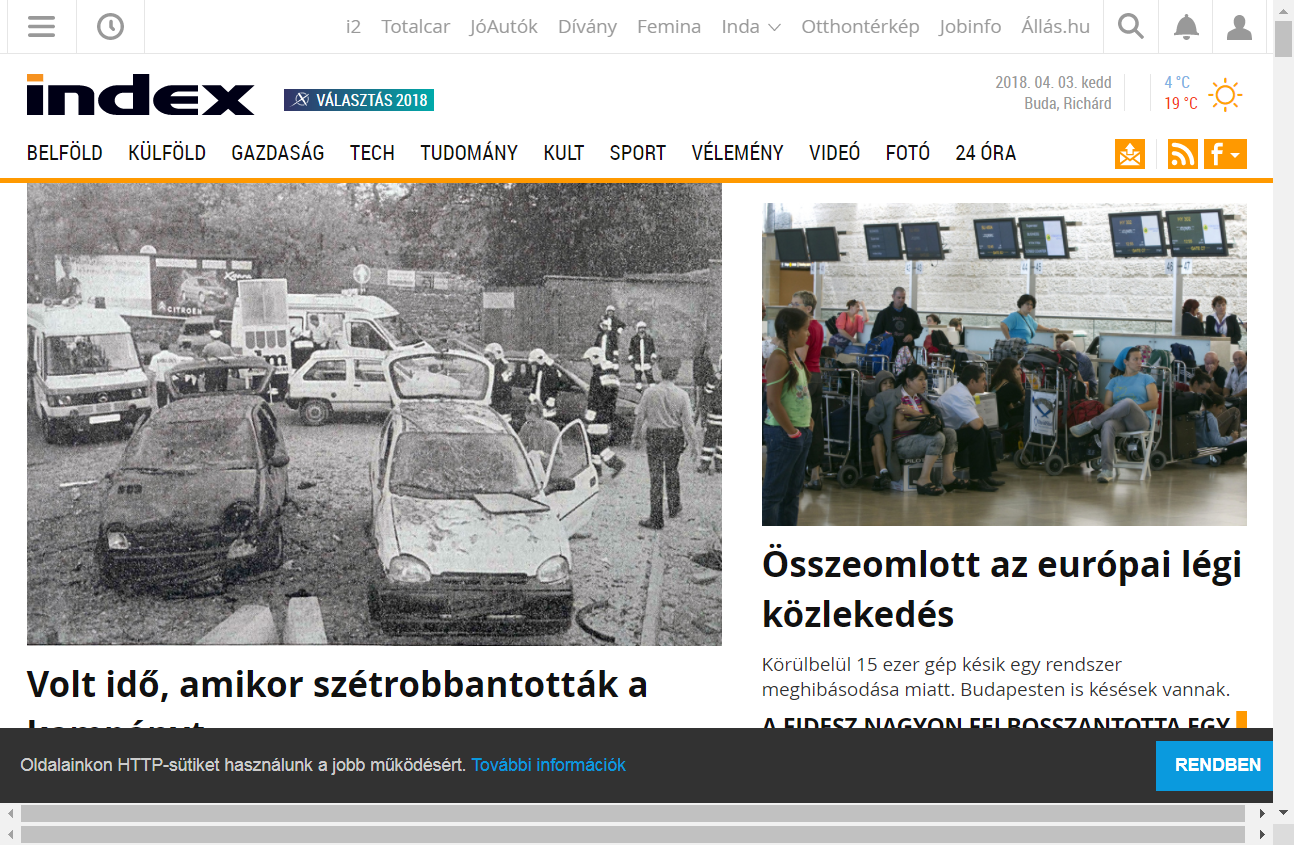 i2 Totalcar JóAutók Dívány Femina Inda Otthontérkép Jobinfo Állás.hu
index
VÁLASZTÁS 2018
2018. 04. 03. kedd
Buda, Richárd
4 °C
19 °C
BELFÖLD KÜLFÖLD GAZDASÁG TECH TUDOMÁNY KULT SPORT VÉLEMÉNY VIDEÓ FOTÓ 24 ÓRA
CITROEN
Volt idő, amikor szétrobbantották a
Összeomlott az európai légi
közlekedés
Körülbelül 15 ezer gép késik egy rendszer
meghibásodása miatt. Budapesten is késések vannak.
A FIDESZ NAGYON FELBOSSZANTOTTA EGY
Oldalainkon HTTP-sütiket használunk a jobb működésért. További információk
RENDBEN